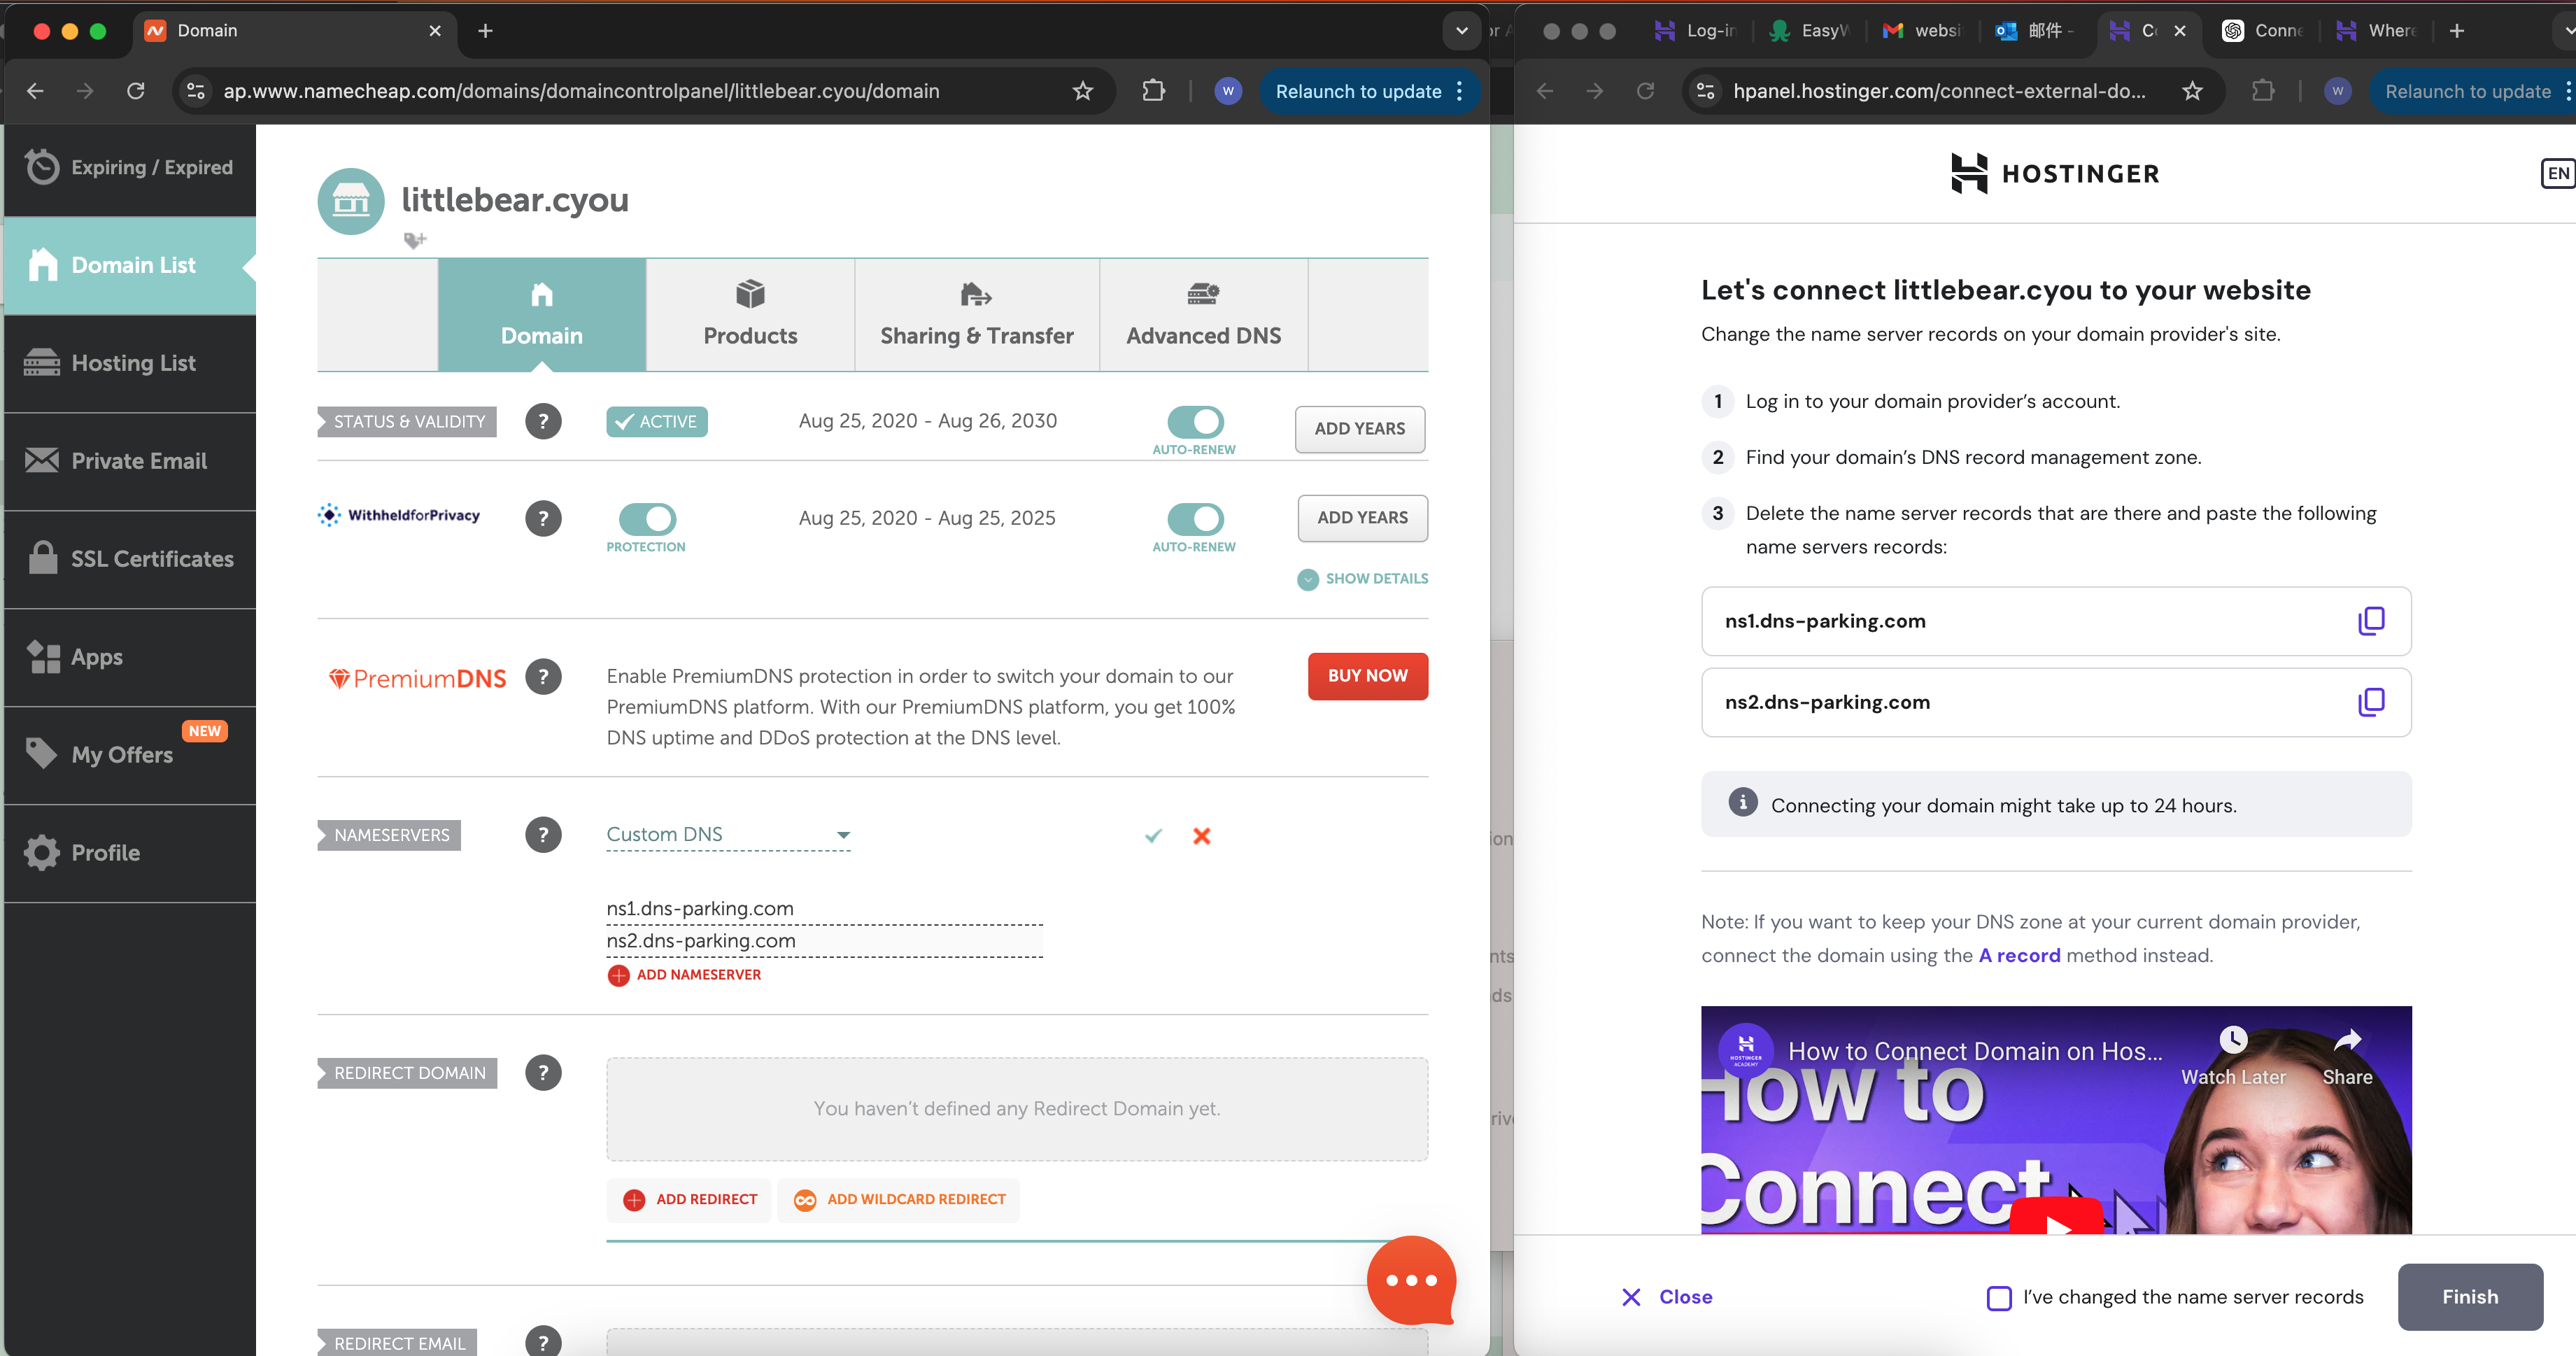 Domain
ap.www.namecheap.com/domains/domaincontrolpanel/littlebear.cyou/domain
W
Relaunch to update
Expiring / Expired
Domain List
Hosting List
Private Email
SSL Certificates
Apps
NEW
My Offers
Profile
littlebear.cyou
Domain
Products
Sharing & Transfer
Advanced DNS
STATUS & VALIDITY
?
ACTIVE
Aug 25, 2020 - Aug 26, 2030
AUTO-RENEW
ADD YEARS
WithheldforPrivacy
?
PROTECTION
Aug 25, 2020 - Aug 25, 2025
AUTO-RENEW
ADD YEARS
SHOW DETAILS
PremiumDNS
?
Enable PremiumDNS protection in order to switch your domain to our
PremiumDNS platform. With our PremiumDNS platform, you get 100%
DNS uptime and DDoS protection at the DNS level.
BUY NOW
NAMESERVERS
?
Custom DNS
ns1.dns-parking.com
ns2.dns-parking.com
ADD NAMESERVER
REDIRECT DOMAIN
?
You haven't defined any Redirect Domain yet.
ADD REDIRECT
ADD WILDCARD REDIRECT
REDIRECT EMAIL
?
Log-in
EasyW
websi
邮件 -
Co
Conne
Where
hpanel.hostinger.com/connect-external-do...
W
Relaunch to update
HOSTINGER
EN
Let's connect littlebear.cyou to your website
Change the name server records on your domain provider's site.
1 Log in to your domain provider's account.
2 Find your domain's DNS record management zone.
3 Delete the name server records that are there and paste the following
name servers records:
ns1.dns-parking.com
ns2.dns-parking.com
Connecting your domain might take up to 24 hours.
Note: If you want to keep your DNS zone at your current domain provider,
connect the domain using the A record method instead.
HOSTINGER
ACADEMY
How to Connect Domain on Hos...
Watch Later
Share
How to
Connect
Close
I've changed the name server records
Finish